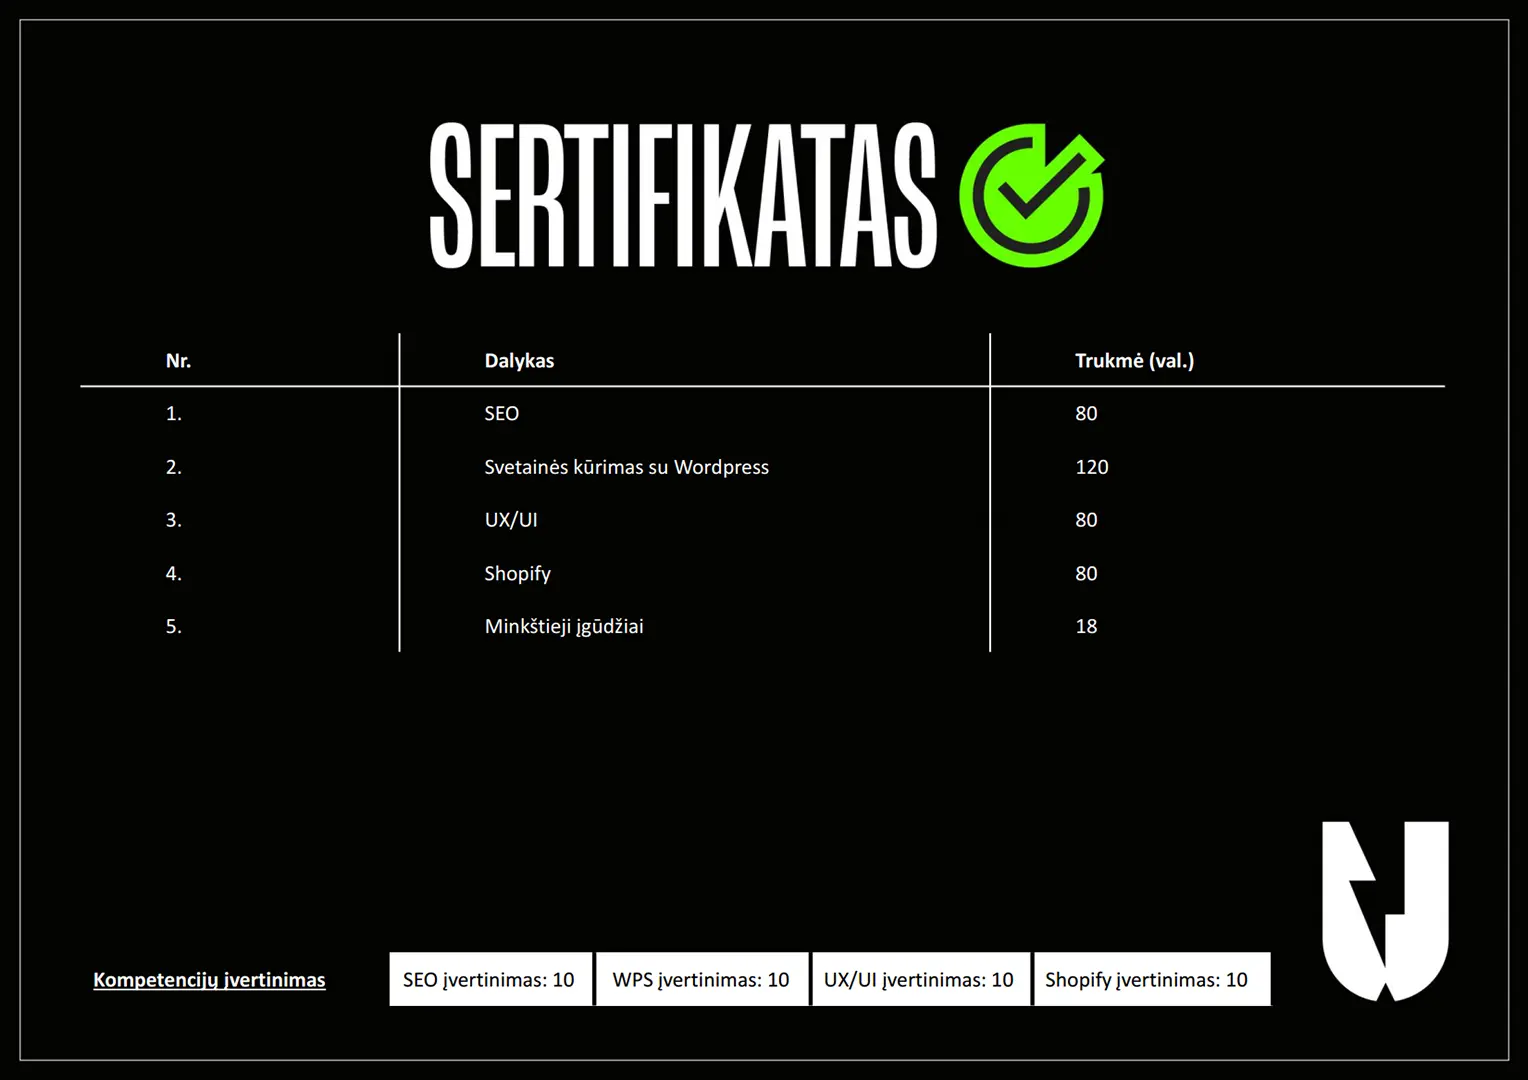 SERTIFIKATAS
Nr. Dalykas Trukmė (val.)
1. SEO 80
2. Svetainės kūrimas su Wordpress 120
3. UX/UI 80
4. Shopify 80
5. Minkštieji įgūdžiai 18
Kompetencijų įvertinimas SEO įvertinimas: 10 WPS įvertinimas: 10 UX/UI įvertinimas: 10 Shopify įvertinimas: 10